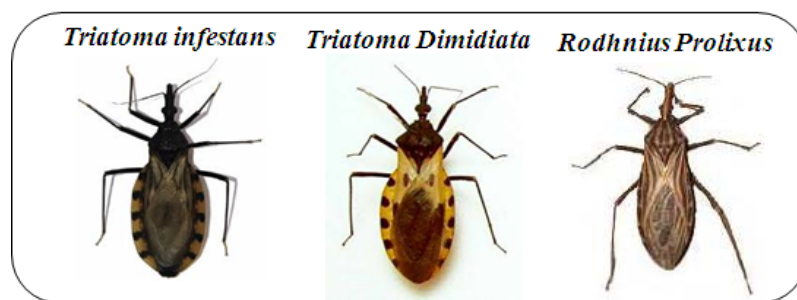 Triatoma infestans
Triatoma Dimidiata
Rodhnius Prolixus